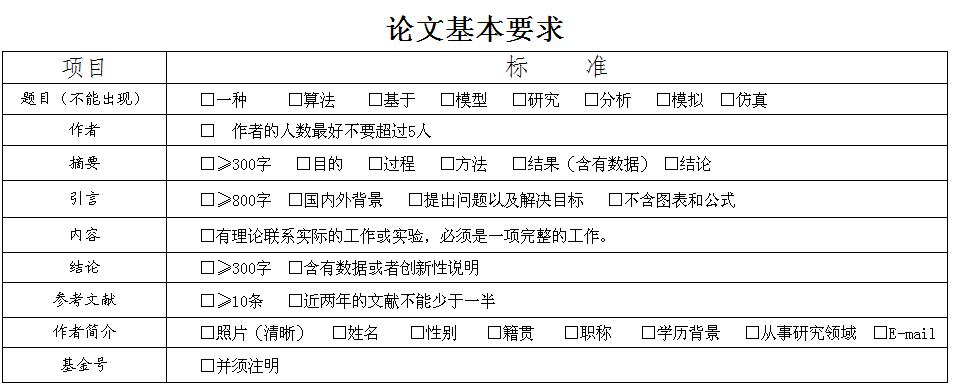 论文基本要求
项目 标 准
题目（不能出现） □一种 □算法 □基于 □模型 □研究 □分析 □模拟 □仿真
作者 □ 作者的人数最好不要超过5人
摘要 □≥300字 □目的 □过程 □方法 □结果（含有数据） □结论
引言 □≥800字 □国内外背景 □提出问题以及解决目标 □不含图表和公式
内容 □有理论联系实际的工作或实验，必须是一项完整的工作。
结论 □≥300字 □含有数据或者创新性说明
参考文献 □≥10条 □近两年的文献不能少于一半
作者简介 □照片（清晰） □姓名 □性别 □籍贯 □职称 □学历背景 □从事研究领域 □E-mail
基金号 □并须注明